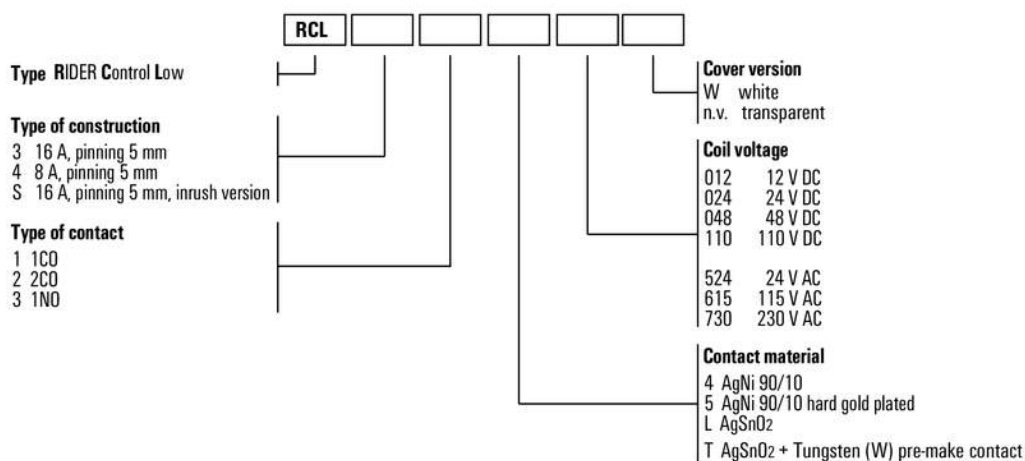 RCL
Type RIDER Control Low
Type of construction
3 16 A, pinning 5 mm
4 8 A, pinning 5 mm
S 16 A, pinning 5 mm, inrush version
Type of contact
1 1CO
2 2CO
3 1NO
Cover version
W white
n.v. transparent
Coil voltage
012 12 V DC
024 24 V DC
048 48 V DC
110 110 V DC
524 24 V AC
615 115 V AC
730 230 V AC
Contact material
4 AgNi 90/10
5 AgNi 90/10 hard gold plated
L AgSnO2
T AgSnO2 + Tungsten (W) pre-make contact